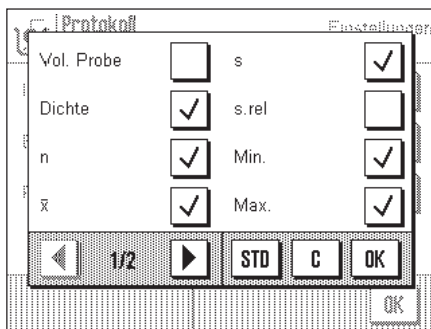 Protokoll Einstellungen
Vol. Probe s
Dichte s.rel
n Min.
x̄ Max.
1/2 STD C OK
OK